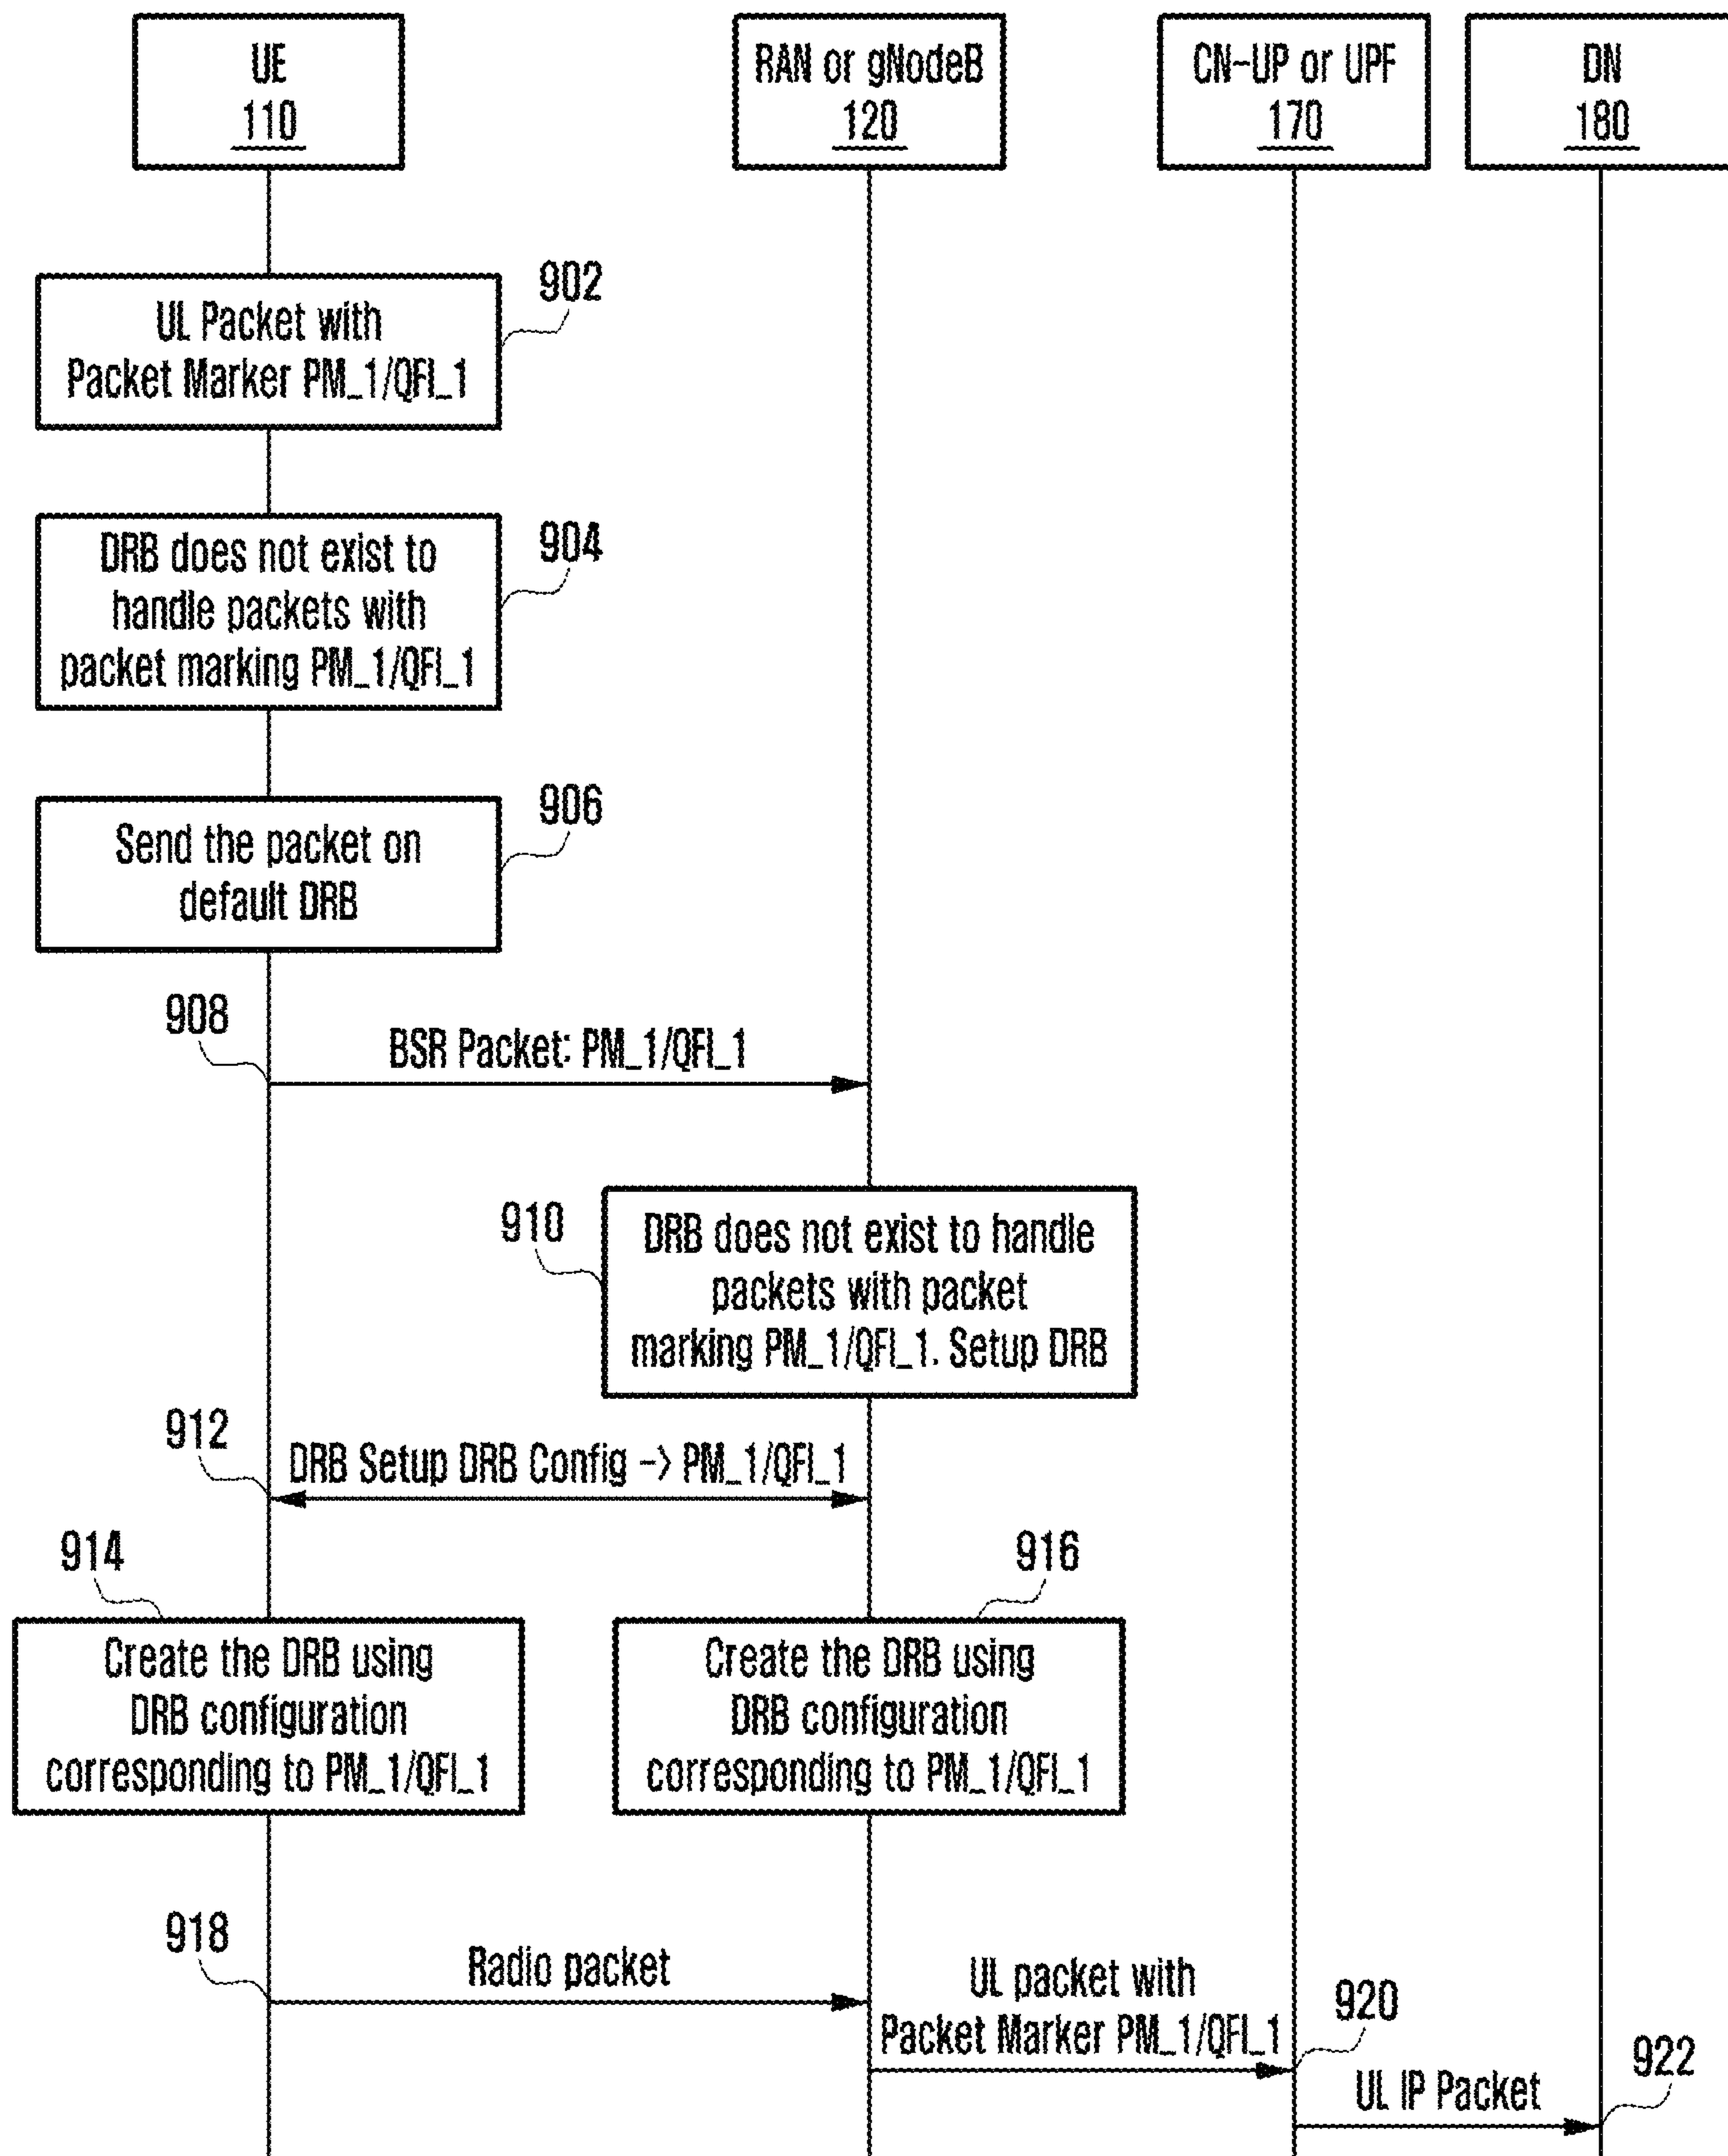 UE
110
RAN or gNodeB
120
CN-UP or UPF
170
DN
180
902
UL Packet with
Packet Marker PM_1/QFI_1
904
DRB does not exist to
handle packets with
packet marking PM_1/QFI_1
906
Send the packet on
default DRB
908
BSR Packet: PM_1/QFI_1
910
DRB does not exist to handle
packets with packet
marking PM_1/QFI_1. Setup DRB
912
DRB Setup DRB Config -> PM_1/QFI_1
914
Create the DRB using
DRB configuration
corresponding to PM_1/QFI_1
916
Create the DRB using
DRB configuration
corresponding to PM_1/QFI_1
918
Radio packet
UL packet with
Packet Marker PM_1/QFI_1
920
UL IP Packet
922